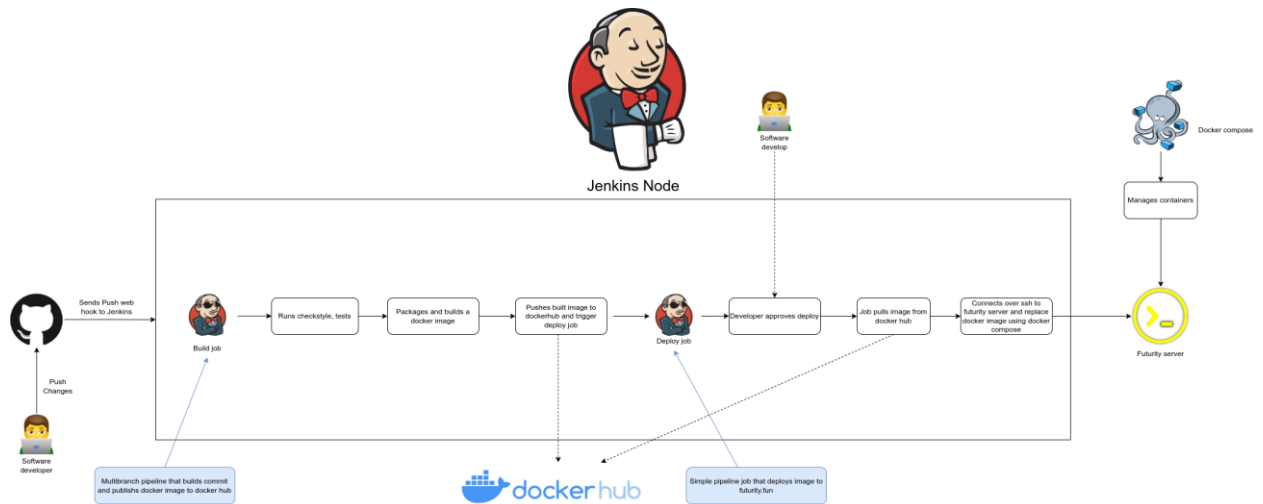 Jenkins Node
Software
develop
Docker compose
Manages containers
Sends Push web
hook to Jenkins
Build job
Runs checkstyle, tests
Packages and builds a
docker image
Pushes built image to
dockerhub and trigger
deploy job
Deploy job
Developer approves deploy
Job pulls image from
docker hub
Connects over ssh to
futurity server and replace
docker image using docker
compose
Futurity server
Push
Changes
Software
developer
Multibranch pipeline that builds commit
and publishs docker image to docker hub
dockerhub
Simple pipeline job that deploys image to
futurity.fun